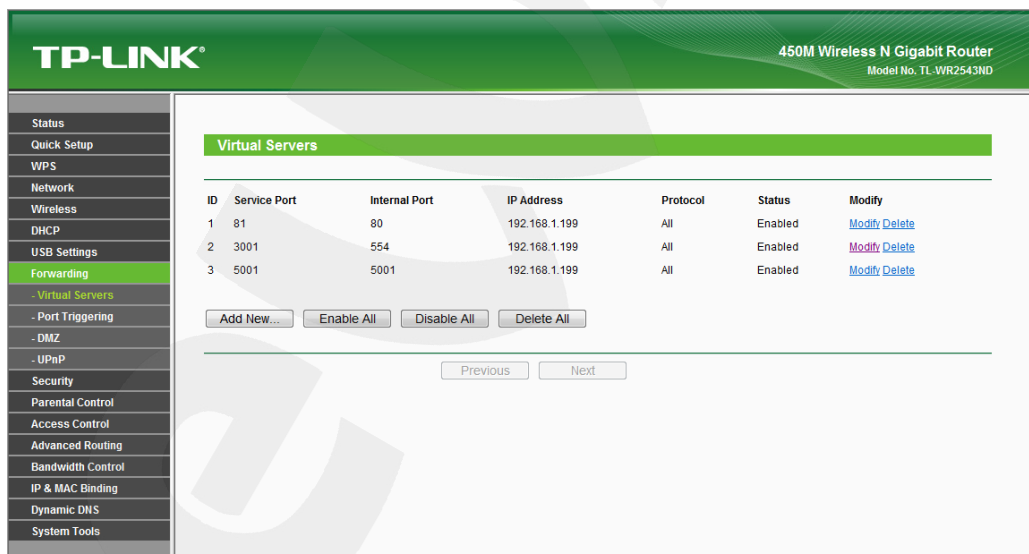 TP-LINK®
450M Wireless N Gigabit Router
Model No. TL-WR2543ND
Status
Quick Setup
WPS
Network
Wireless
DHCP
USB Settings
Forwarding
- Virtual Servers
- Port Triggering
- DMZ
- UPnP
Security
Parental Control
Access Control
Advanced Routing
Bandwidth Control
IP & MAC Binding
Dynamic DNS
System Tools
Virtual Servers
ID Service Port Internal Port IP Address Protocol Status Modify
1 81 80 192.168.1.199 All Enabled Modify Delete
2 3001 554 192.168.1.199 All Enabled Modify Delete
3 5001 5001 192.168.1.199 All Enabled Modify Delete
Add New... Enable All Disable All Delete All
Previous Next